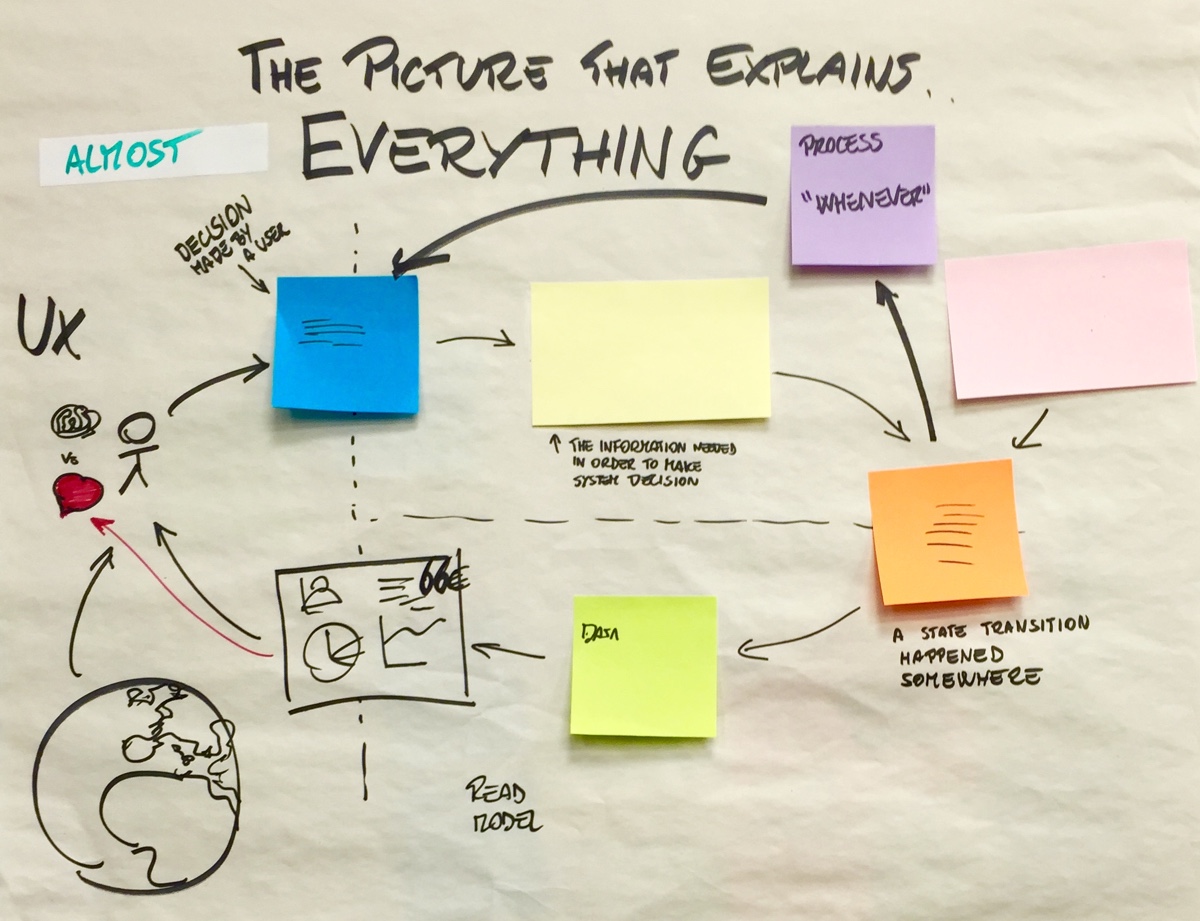 THE PICTURE THAT EXPLAINS...
EVERYTHING
ALMOST
PROCESS
"WHENEVER"
DECISION
MADE BY
A USER
UX
VS
THE INFORMATION NEEDED
IN ORDER TO MAKE
SYSTEM DECISION
66€
DATA
A STATE TRANSITION
HAPPENED
SOMEWHERE
READ
MODEL